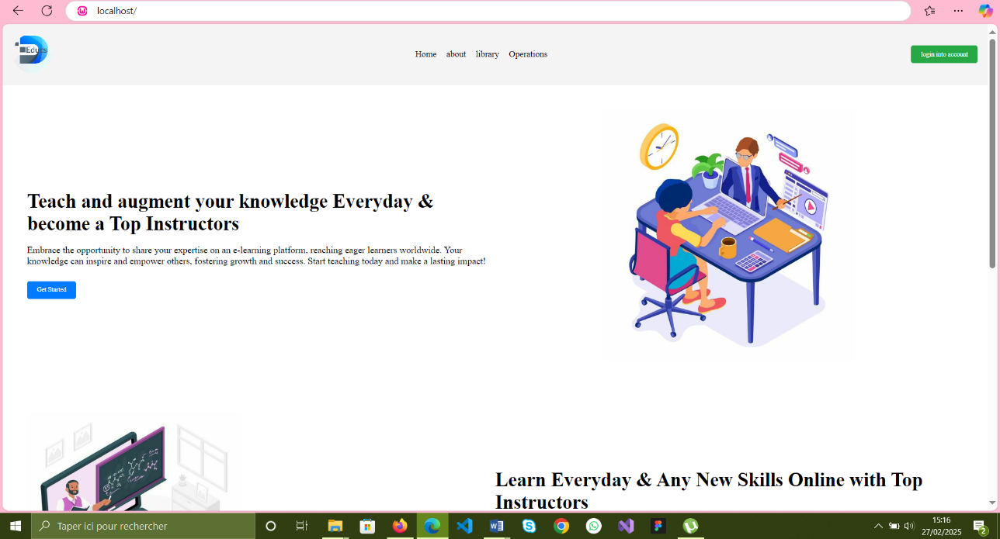 localhost/
Educs
Home about library Operations
login into account
Teach and augment your knowledge Everyday &
become a Top Instructors
Embrace the opportunity to share your expertise on an e-learning platform, reaching eager learners worldwide. Your
knowledge can inspire and empower others, fostering growth and success. Start teaching today and make a lasting impact!
Get Started
Learn Everyday & Any New Skills Online with Top
Instructors
Taper ici pour rechercher
15:16
27/02/2025
2